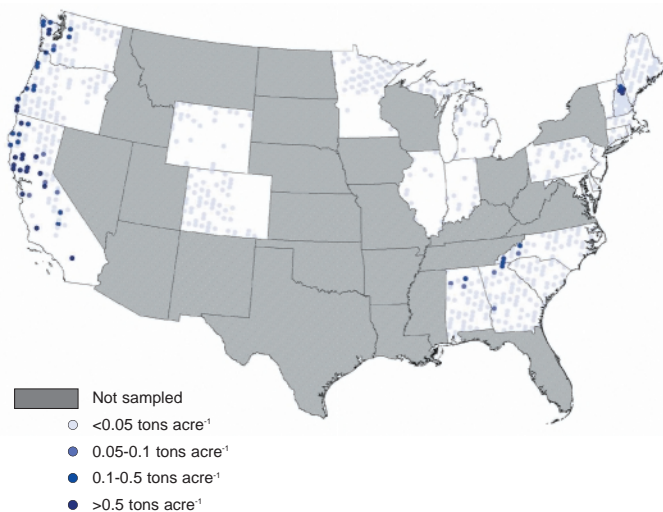 Not sampled
<0.05 tons acre⁻¹
0.05-0.1 tons acre⁻¹
0.1-0.5 tons acre⁻¹
>0.5 tons acre⁻¹